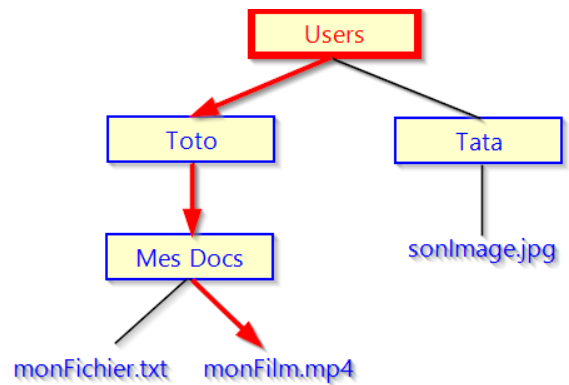 Users
Toto
Tata
Mes Docs
sonImage.jpg
monFichier.txt
monFilm.mp4